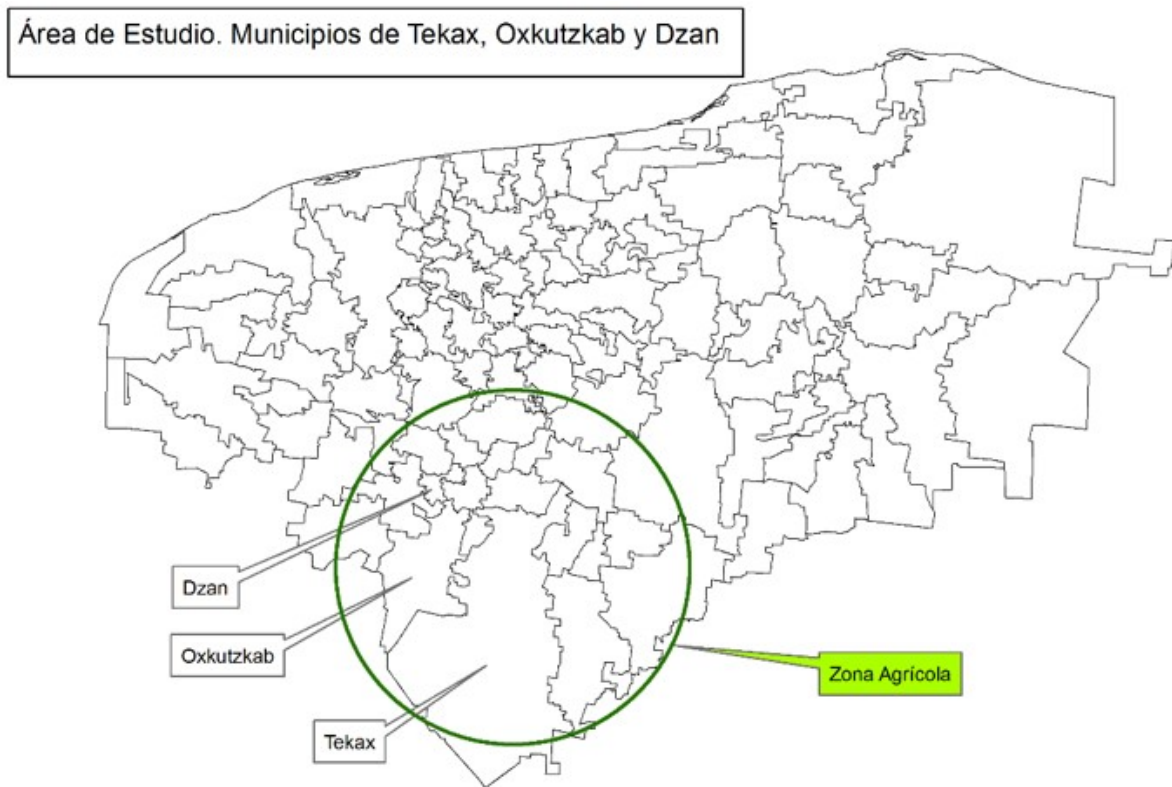 Área de Estudio. Municipios de Tekax, Oxkutzkab y Dzan
Dzan
Oxkutzkab
Zona Agrícola
Tekax